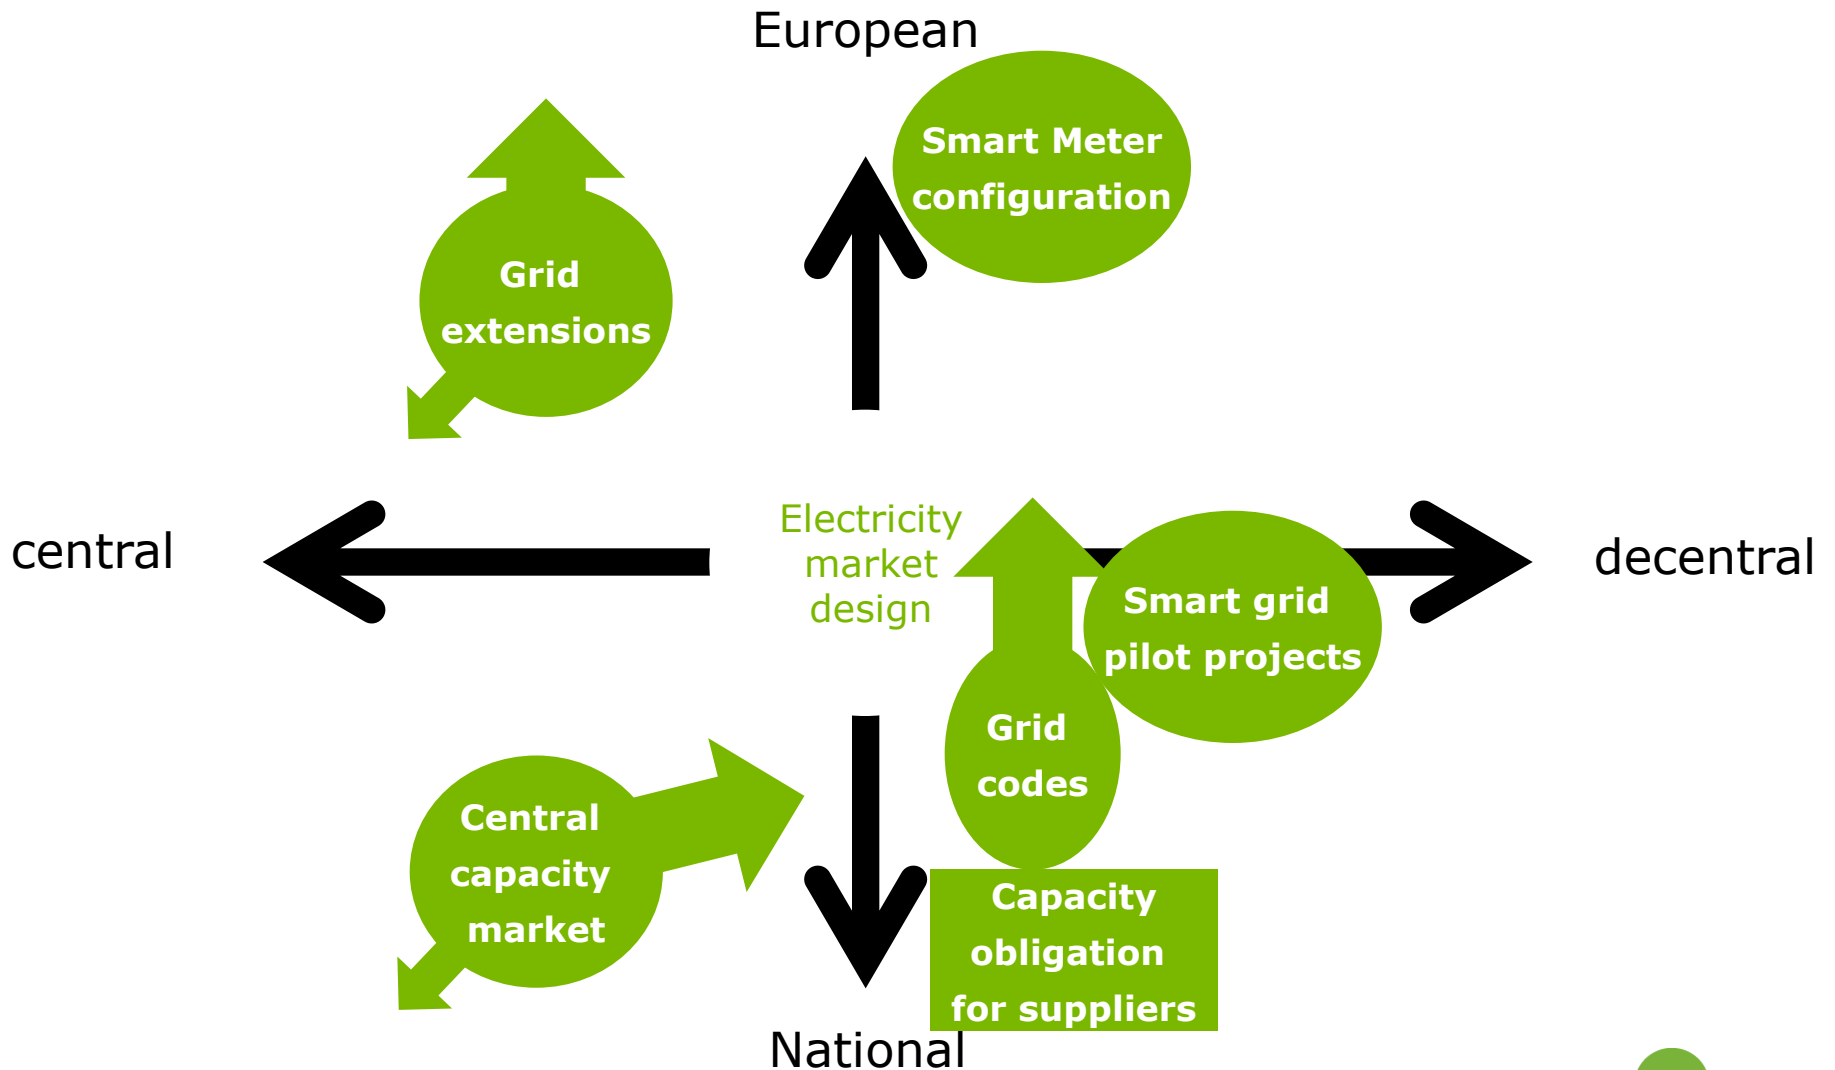 European
Smart Meter
configuration
Grid
extensions
central
Electricity
market
design
decentral
Smart grid
pilot projects
Grid
codes
Central
capacity
market
Capacity
obligation
for suppliers
National